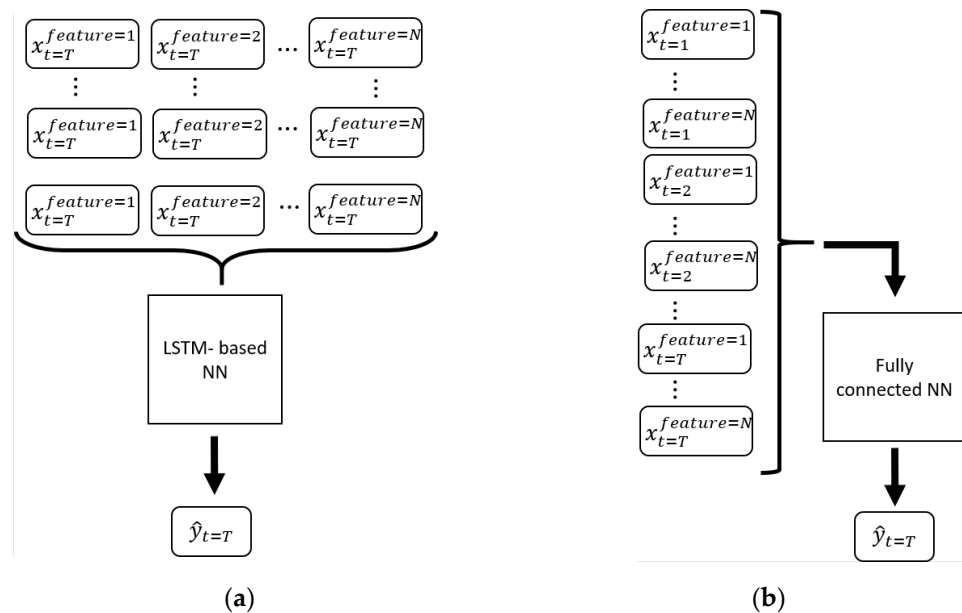 x_{t=T}^{feature=1} x_{t=T}^{feature=2} ... x_{t=T}^{feature=N}
⋮ ⋮ ⋮
x_{t=T}^{feature=1} x_{t=T}^{feature=2} ... x_{t=T}^{feature=N}
x_{t=T}^{feature=1} x_{t=T}^{feature=2} ... x_{t=T}^{feature=N}
LSTM- based
NN
ŷ_{t=T}
(a)
x_{t=1}^{feature=1}
⋮
x_{t=1}^{feature=N}
x_{t=2}^{feature=1}
⋮
x_{t=2}^{feature=N}
⋮
x_{t=T}^{feature=1}
⋮
x_{t=T}^{feature=N}
Fully
connected NN
ŷ_{t=T}
(b)